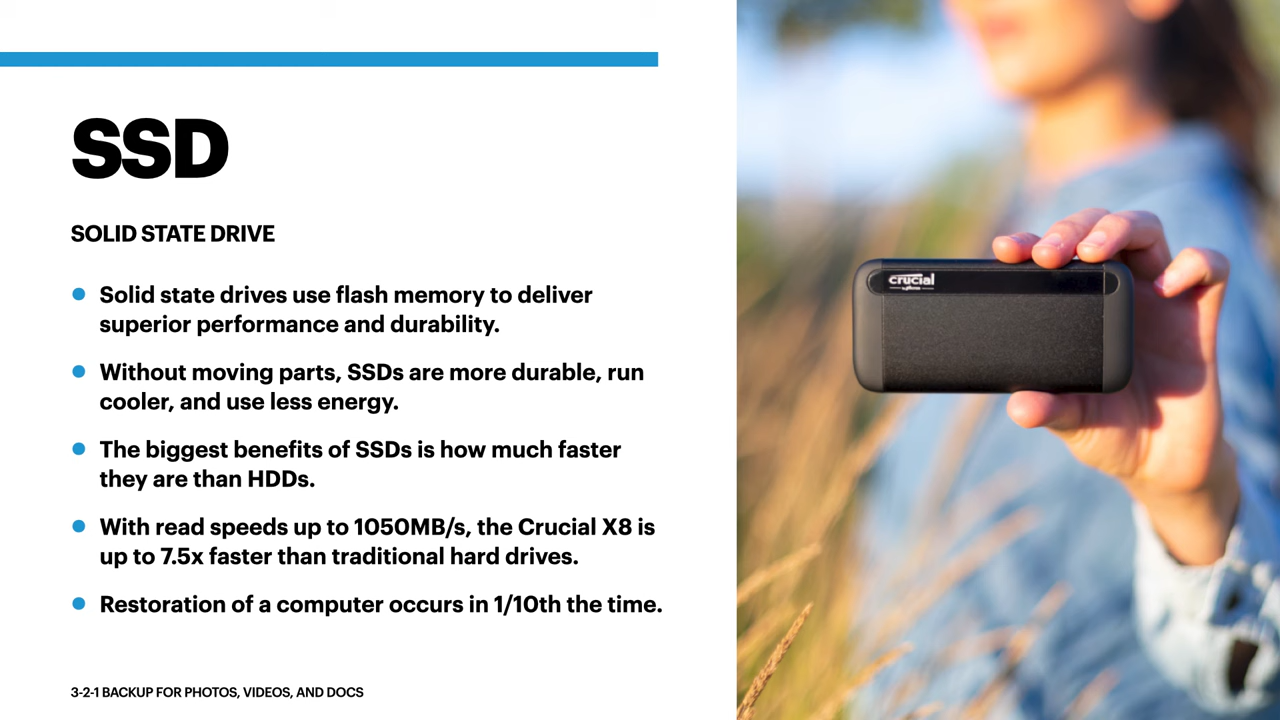 SSD
SOLID STATE DRIVE
Solid state drives use flash memory to deliver
superior performance and durability.
Without moving parts, SSDs are more durable, run
cooler, and use less energy.
The biggest benefits of SSDs is how much faster
they are than HDDs.
With read speeds up to 1050MB/s, the Crucial X8 is
up to 7.5x faster than traditional hard drives.
Restoration of a computer occurs in 1/10th the time.
3-2-1 BACKUP FOR PHOTOS, VIDEOS, AND DOCS
crucial